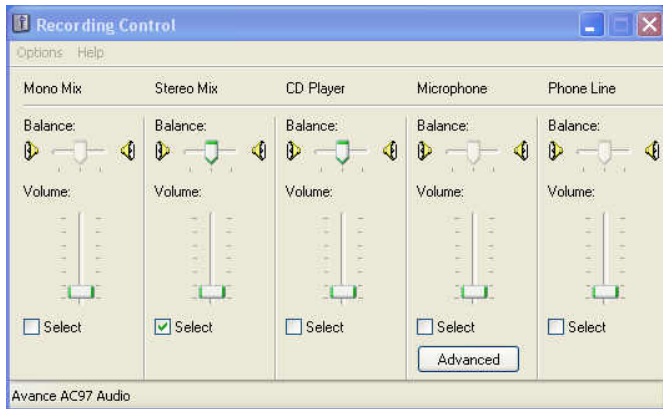 Recording Control
Options Help
Mono Mix Stereo Mix CD Player Microphone Phone Line
Balance: Balance: Balance: Balance: Balance:
Volume: Volume: Volume: Volume: Volume:
Select Select Select Select Select
Advanced
Avance AC97 Audio